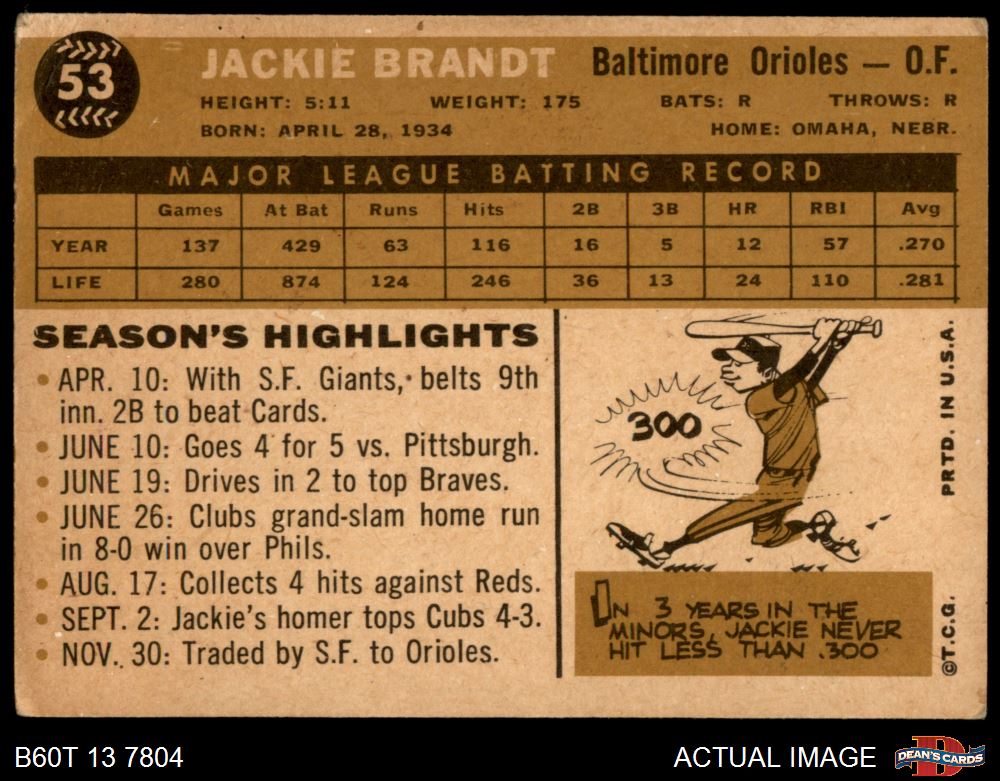 53
JACKIE BRANDT Baltimore Orioles — O.F.
HEIGHT: 5:11 WEIGHT: 175 BATS: R THROWS: R
BORN: APRIL 28, 1934 HOME: OMAHA, NEBR.
MAJOR LEAGUE BATTING RECORD
Games At Bat Runs Hits 2B 3B HR RBI Avg
YEAR 137 429 63 116 16 5 12 57 .270
LIFE 280 874 124 246 36 13 24 110 .281
SEASON'S HIGHLIGHTS
• APR. 10: With S.F. Giants, belts 9th
inn. 2B to beat Cards.
• JUNE 10: Goes 4 for 5 vs. Pittsburgh.
• JUNE 19: Drives in 2 to top Braves.
• JUNE 26: Clubs grand-slam home run
in 8-0 win over Phils.
• AUG. 17: Collects 4 hits against Reds.
• SEPT. 2: Jackie's homer tops Cubs 4-3.
• NOV. 30: Traded by S.F. to Orioles.
300
IN 3 YEARS IN THE
MINORS, JACKIE NEVER
HIT LESS THAN .300
©T.C.G. PRTD. IN U.S.A.
B60T 13 7804 ACTUAL IMAGE
D
DEAN'S CARDS